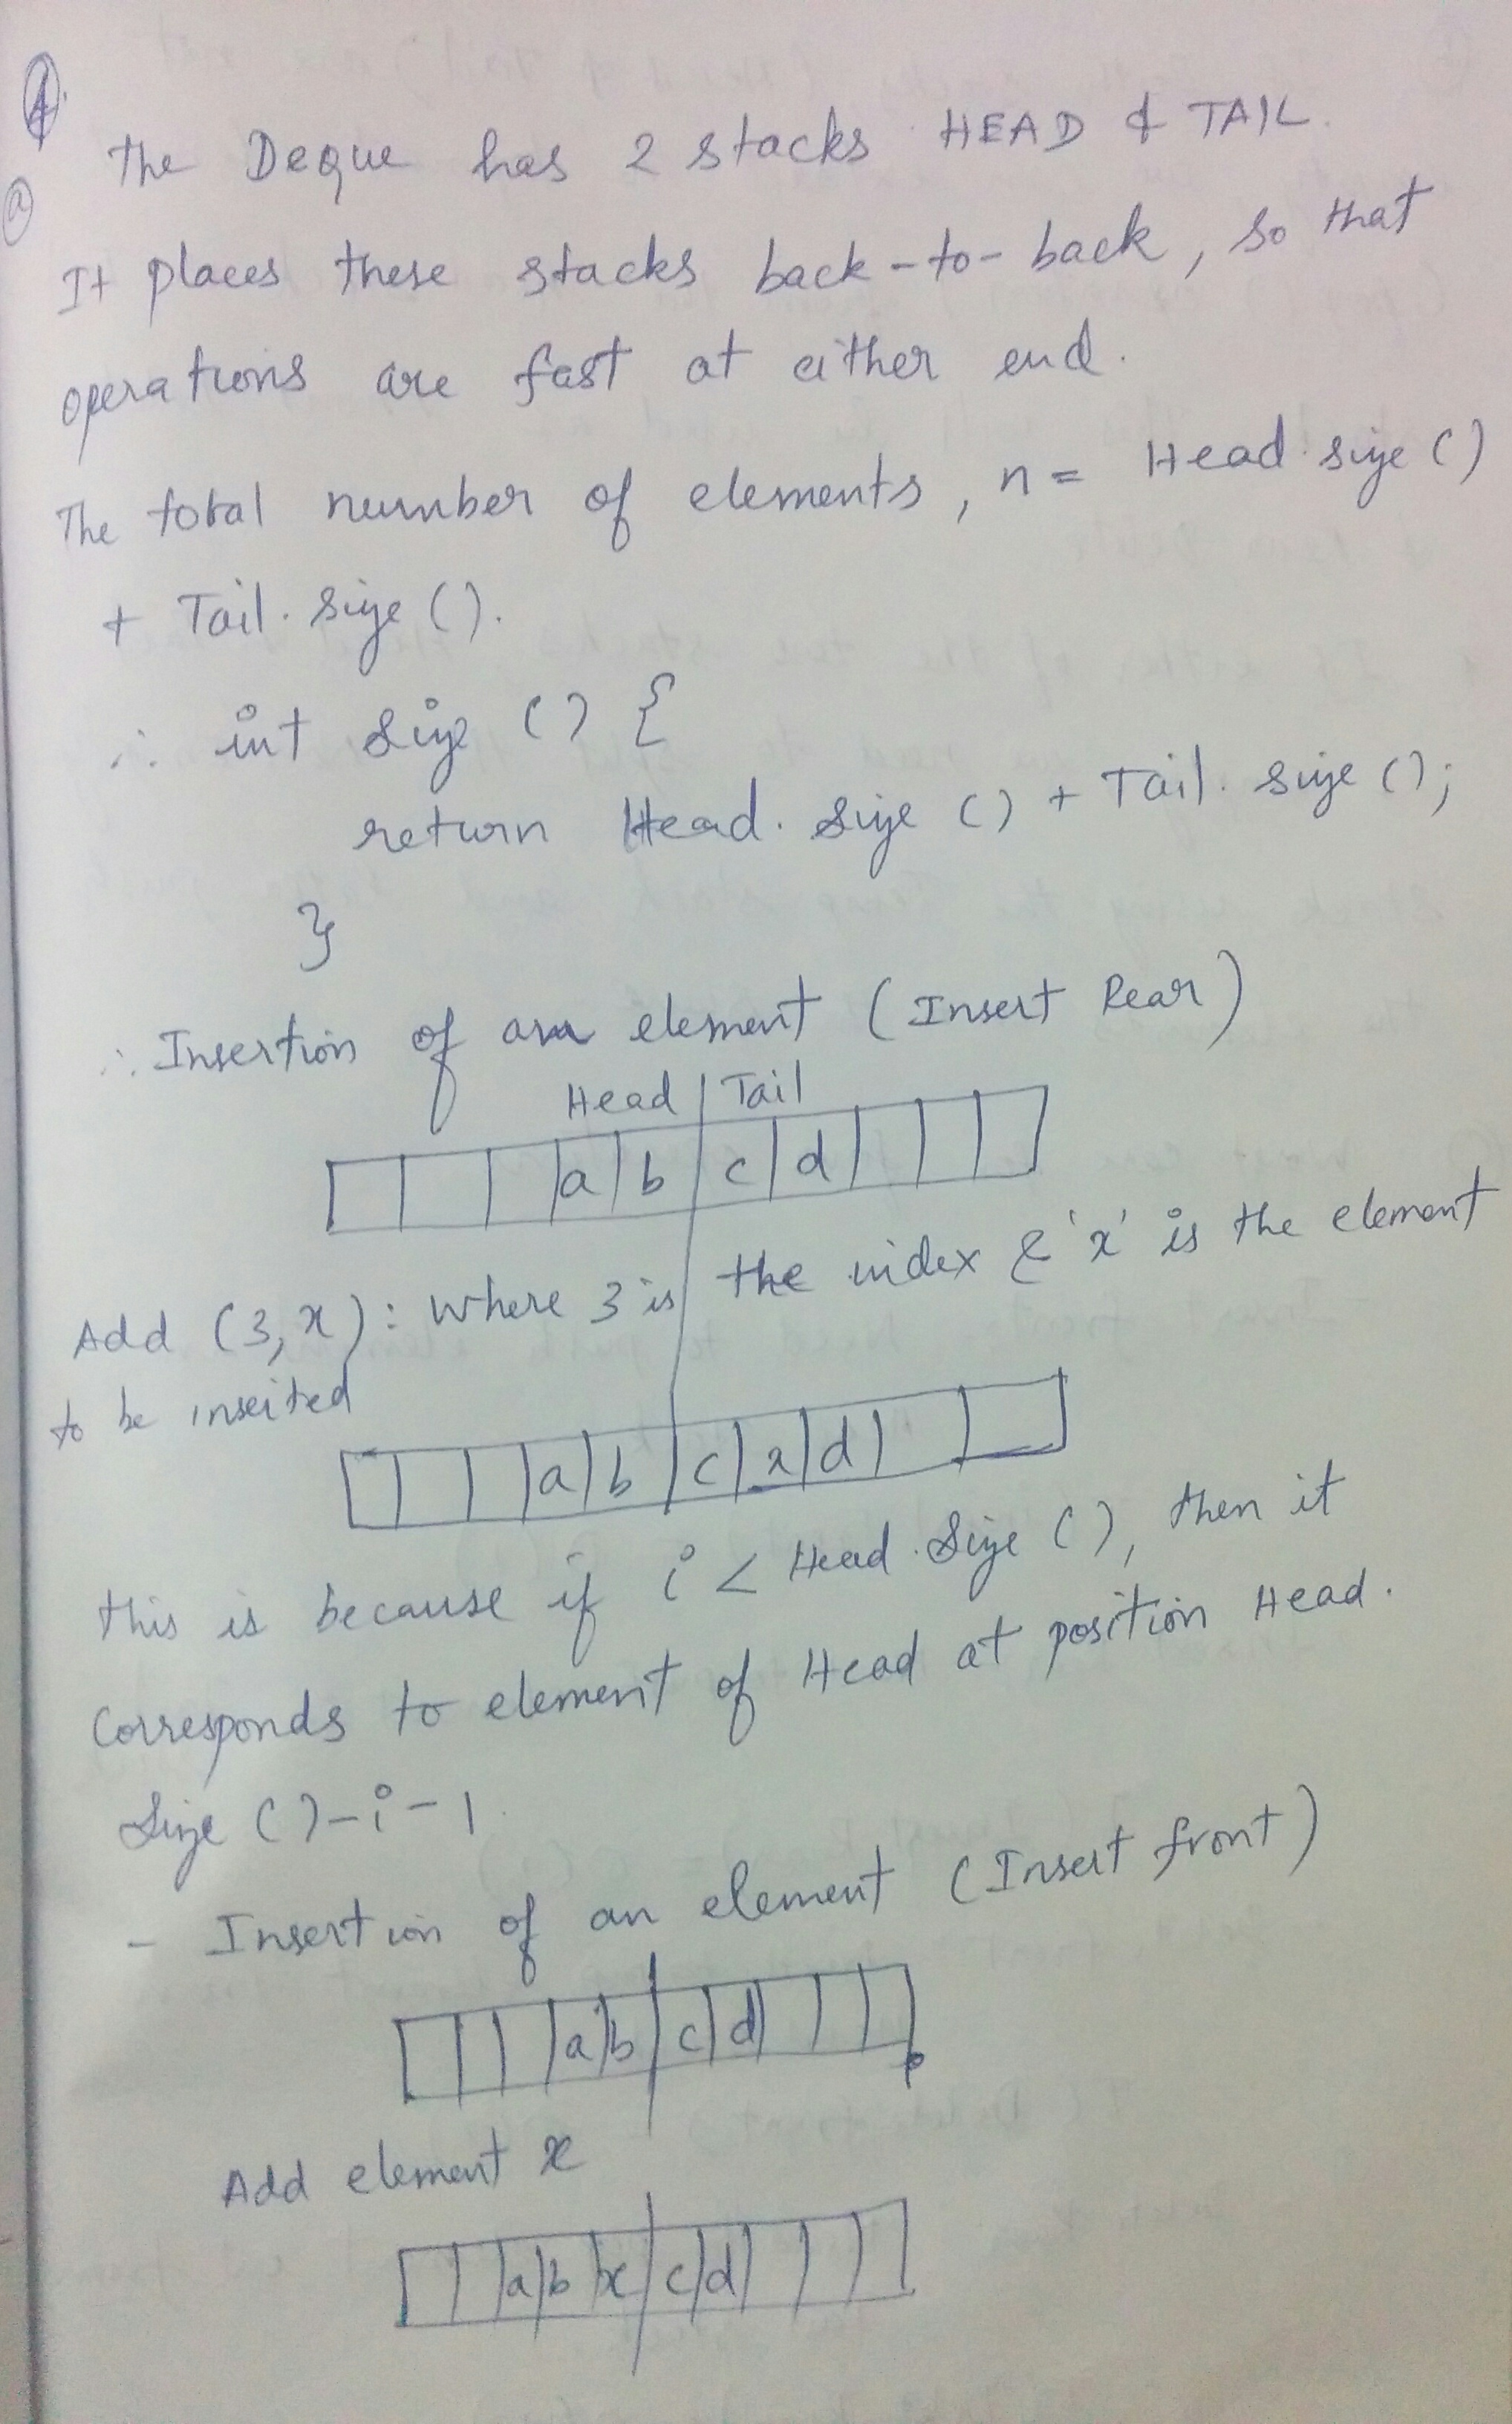 1.
The Deque has 2 stacks HEAD & TAIL.
(a)
It places these stacks back-to-back, so that
operations are fast at either end.
The total number of elements, n = Head.size()
+ Tail.size().
∴ int size () {
return Head.size () + Tail.size ();
}
∴ Insertion of an element (Insert Rear)
Head | Tail
a b c d
Add (3, x): Where 3 is the index & 'x' is the element
to be inserted
a b c x d
this is because if i < Head.Size (), then it
Corresponds to element of Head at position Head.
Size () - i - 1.
- Insertion of an element (Insert front)
a b c d
Add element x
a b x c d